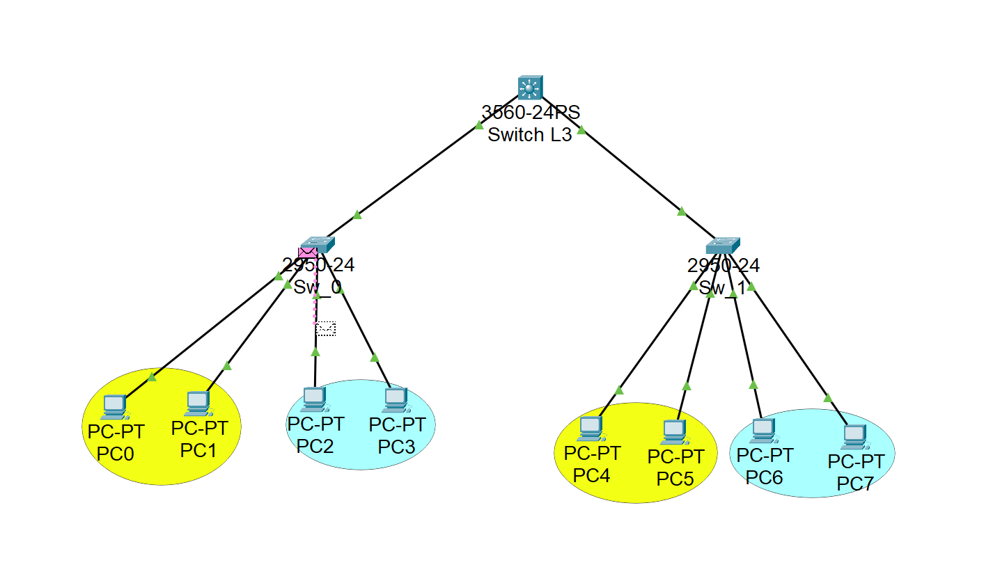 3560-24PS
Switch L3
2950-24
Sw_0
2950-24
Sw_1
PC-PT
PC0
PC-PT
PC1
PC-PT
PC2
PC-PT
PC3
PC-PT
PC4
PC-PT
PC5
PC-PT
PC6
PC-PT
PC7